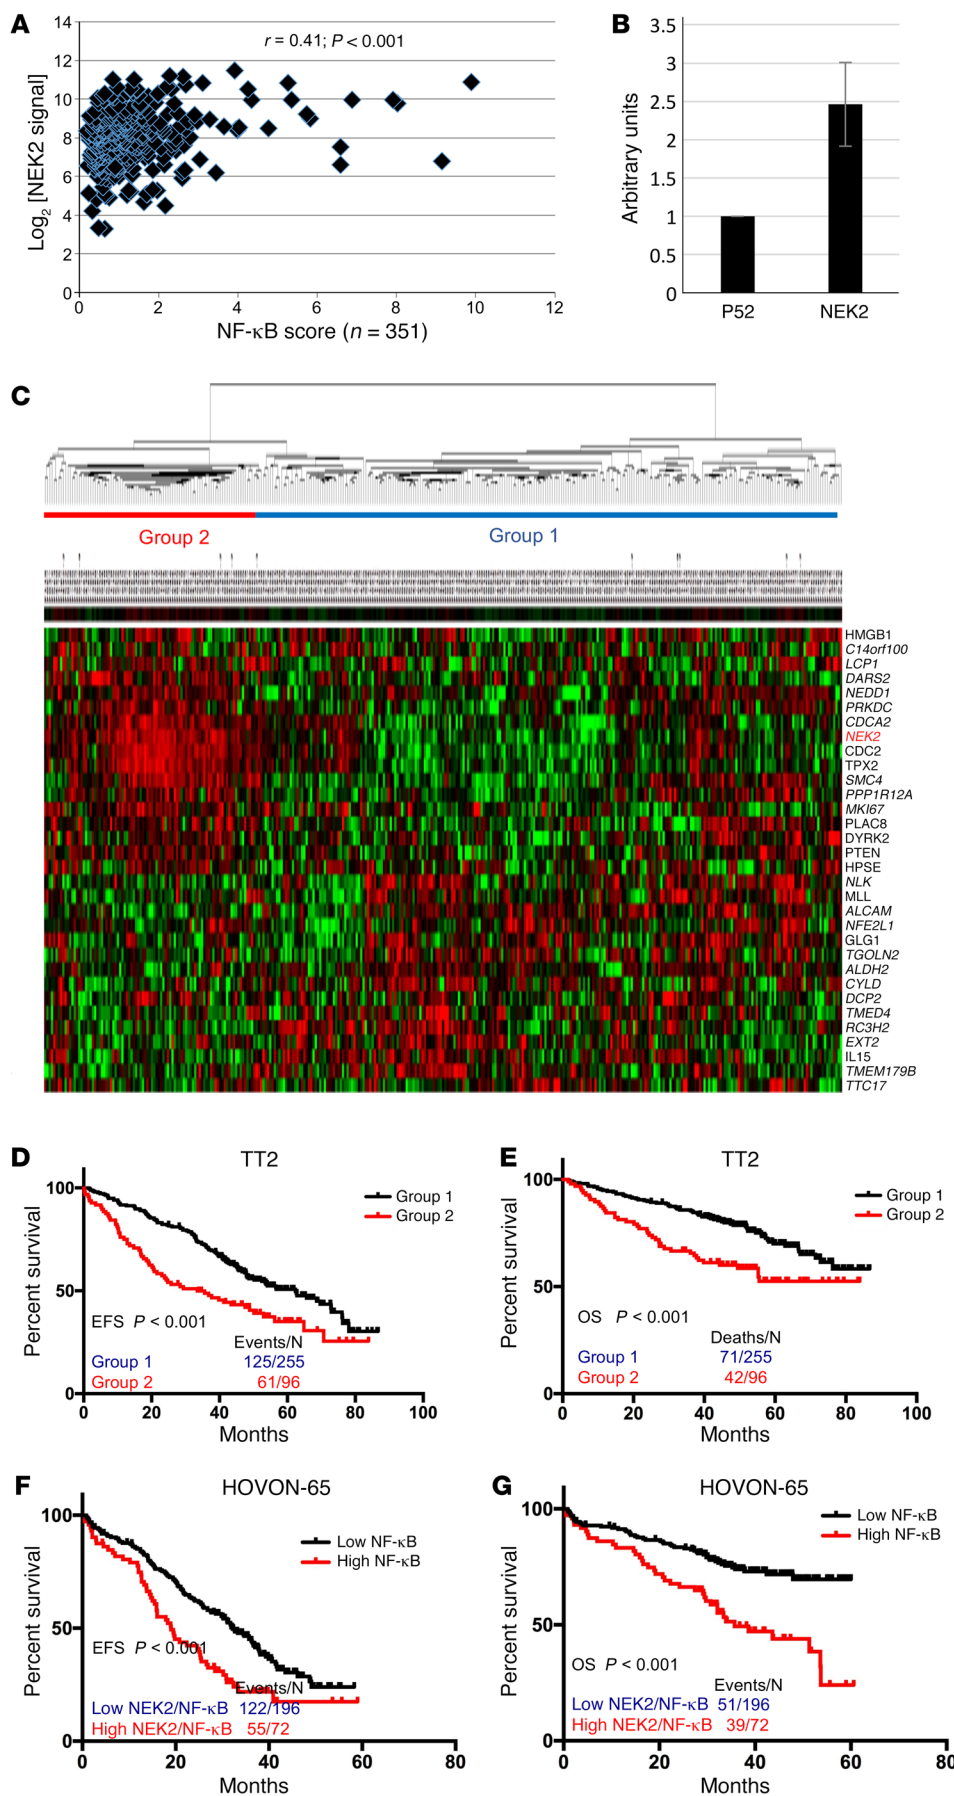 A
14
12
10
8
6
4
2
0
Log2 [NEK2 signal]
r = 0.41; P < 0.001
0 2 4 6 8 10 12
NF-κB score (n = 351)
B
3.5
3
2.5
2
1.5
1
0.5
0
Arbitrary units
P52 NEK2
C
Group 2 Group 1
HMGB1
C14orf100
LCP1
DARS2
NEDD1
PRKDC
CDCA2
NEK2
CDC2
TPX2
SMC4
PPP1R12A
MKI67
PLAC8
DYRK2
PTEN
HPSE
NLK
MLL
ALCAM
NFE2L1
GLG1
TGOLN2
ALDH2
CYLD
DCP2
TMED4
RC3H2
EXT2
IL15
TMEM179B
TTC17
D
TT2
100
50
0
Percent survival
Group 1
Group 2
EFS P < 0.001
Events/N
Group 1 125/255
Group 2 61/96
0 20 40 60 80 100
Months
E
TT2
100
50
0
Percent survival
Group 1
Group 2
OS P < 0.001
Deaths/N
Group 1 71/255
Group 2 42/96
0 20 40 60 80 100
Months
F
HOVON-65
100
50
0
Percent survival
Low NF-κB
High NF-κB
EFS P < 0.001
Events/N
Low NEK2/NF-κB 122/196
High NEK2/NF-κB 55/72
0 20 40 60 80
Months
G
HOVON-65
100
50
0
Percent survival
Low NF-κB
High NF-κB
OS P < 0.001
Events/N
Low NEK2/NF-κB 51/196
High NEK2/NF-κB 39/72
0 20 40 60 80
Months